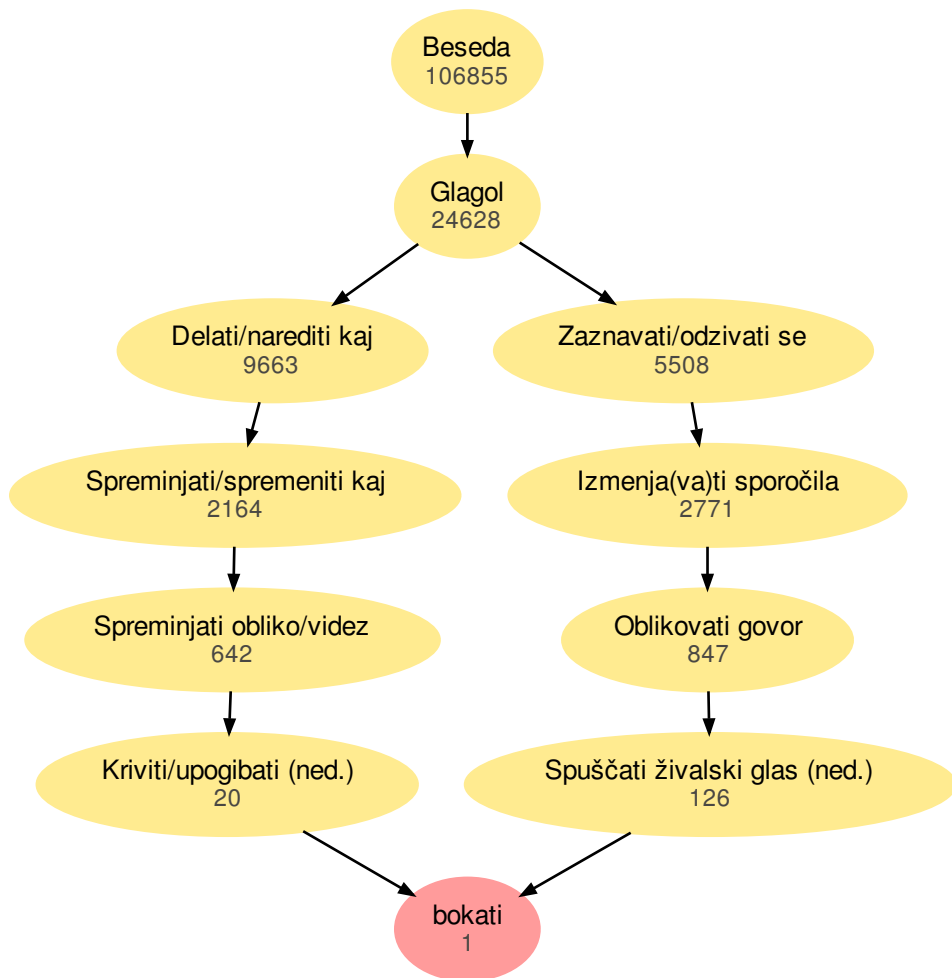 Beseda
106855
Glagol
24628
Delati/narediti kaj
9663
Zaznavati/odzivati se
5508
Spreminjati/spremeniti kaj
2164
Izmenja(va)ti sporočila
2771
Spreminjati obliko/videz
642
Oblikovati govor
847
Kriviti/upogibati (ned.)
20
Spuščati živalski glas (ned.)
126
bokati
1